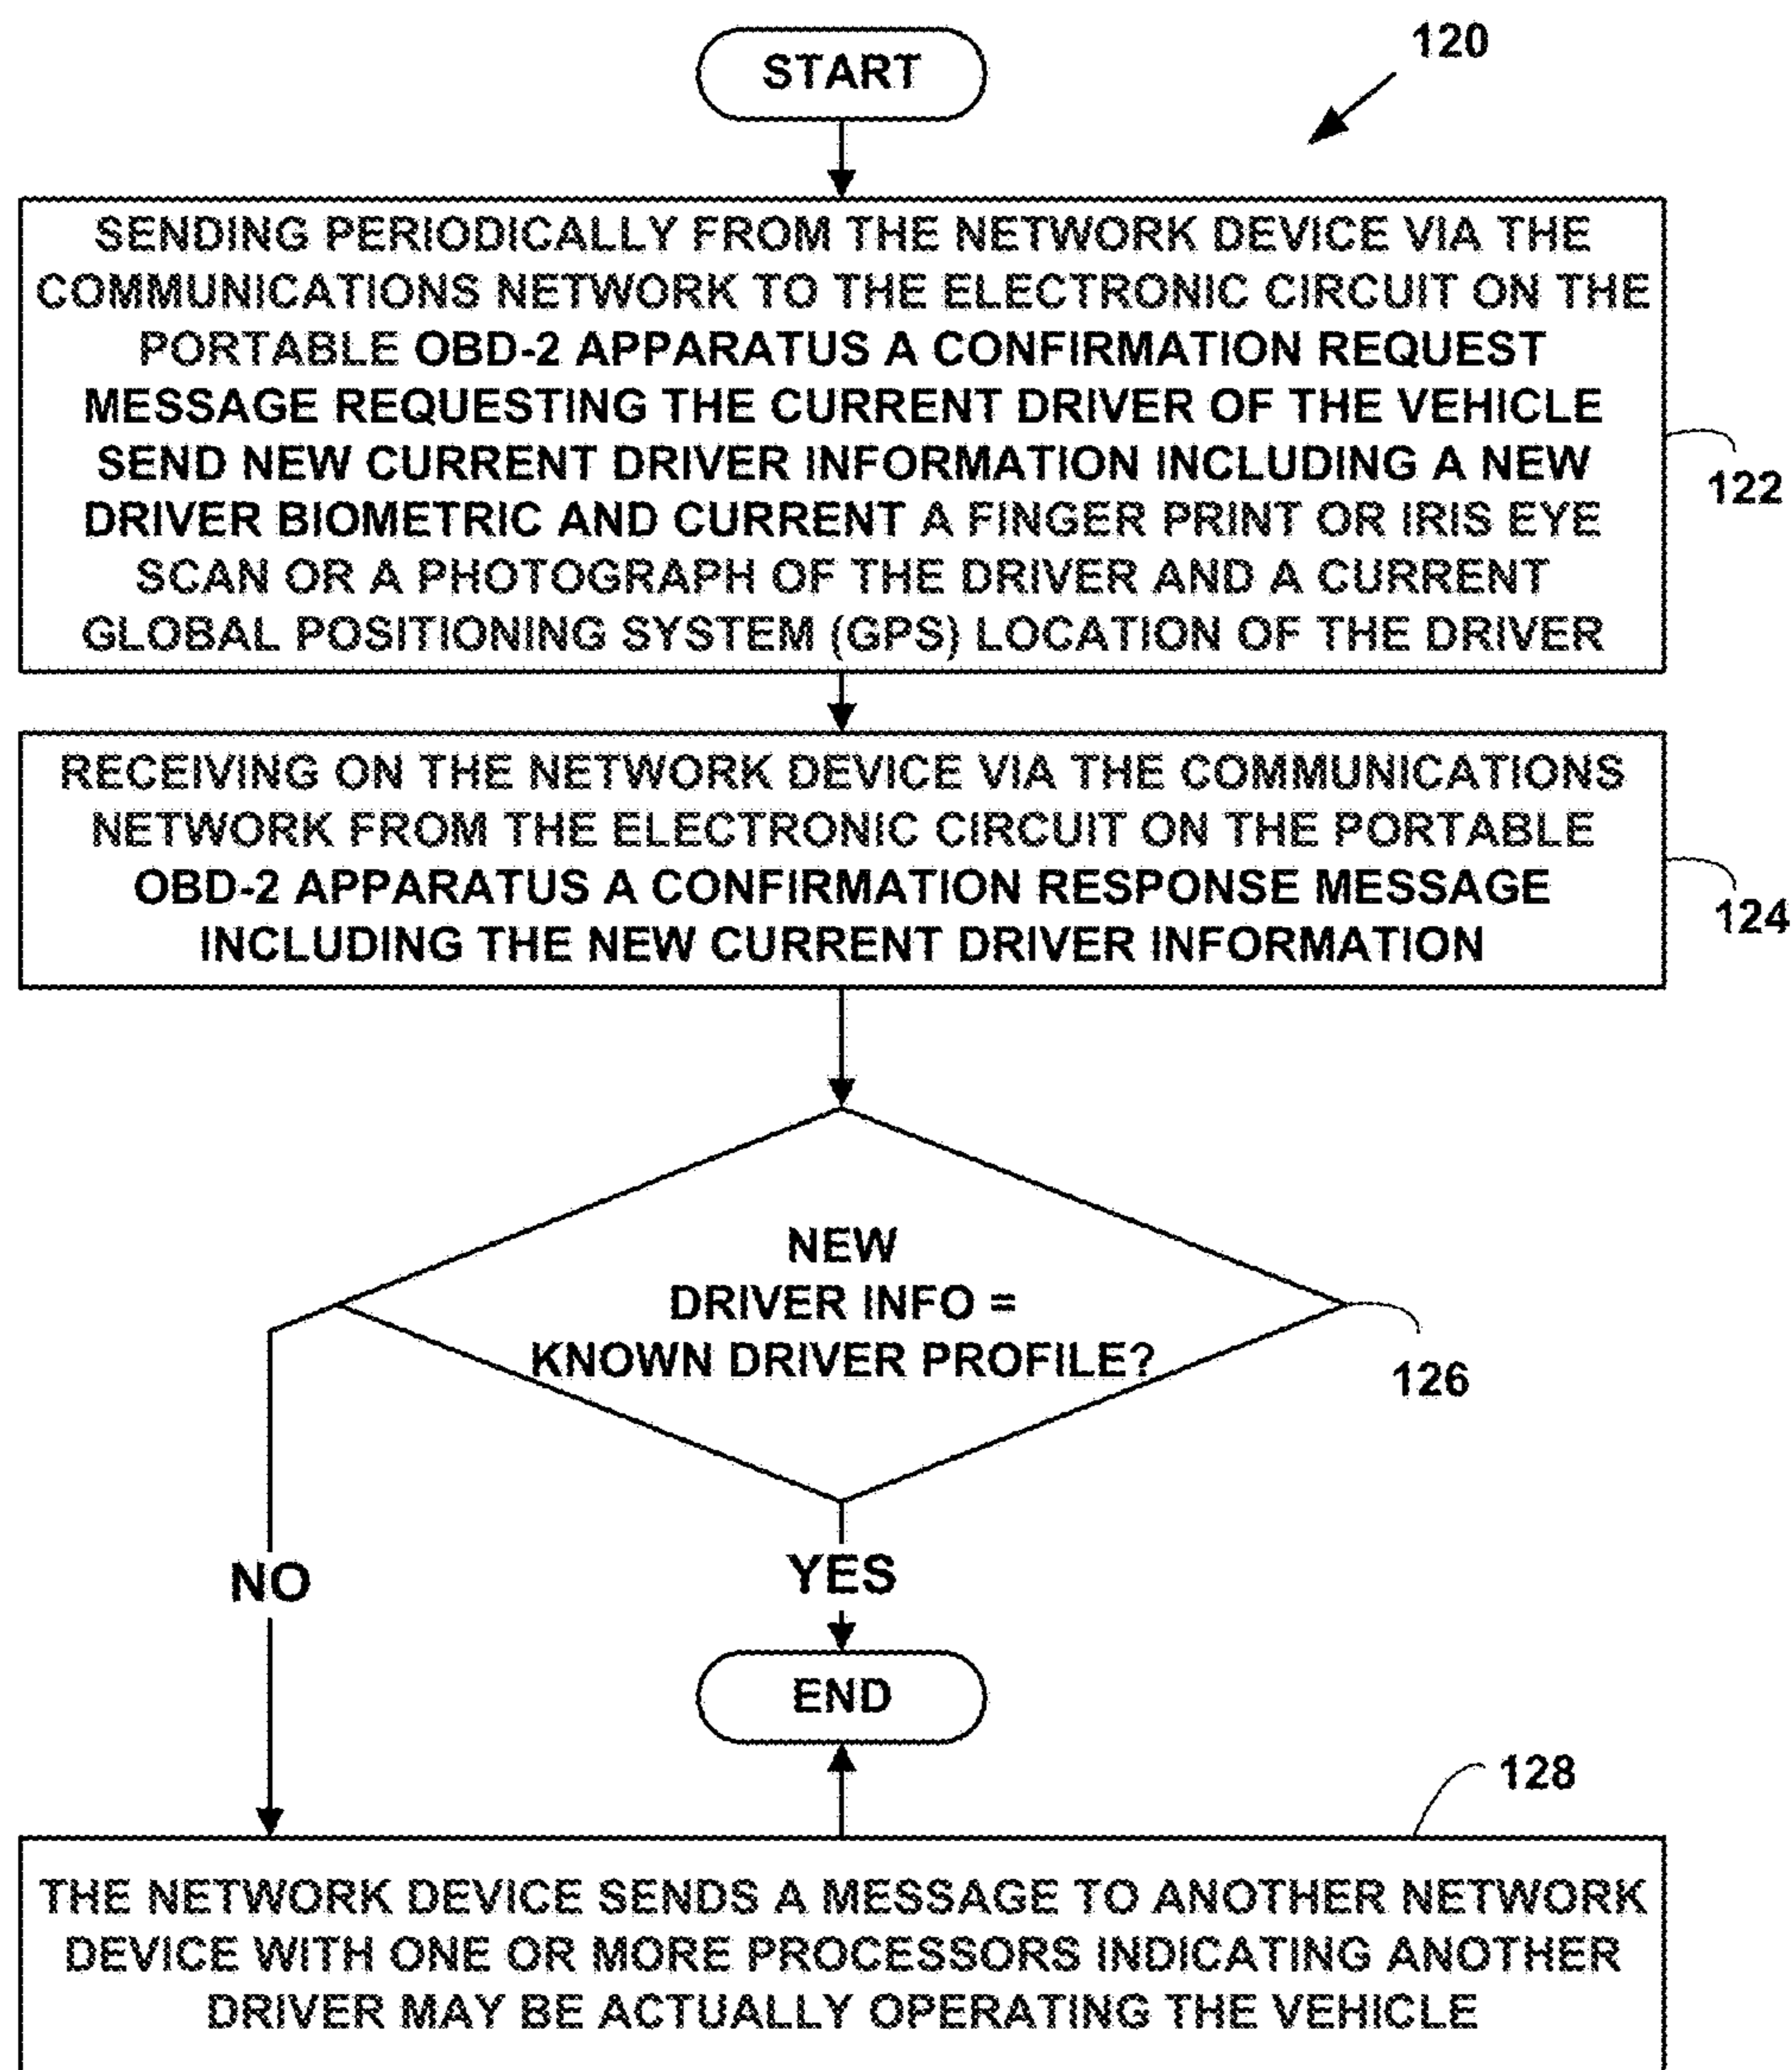 START
120
SENDING PERIODICALLY FROM THE NETWORK DEVICE VIA THE
COMMUNICATIONS NETWORK TO THE ELECTRONIC CIRCUIT ON THE
PORTABLE OBD-2 APPARATUS A CONFIRMATION REQUEST
MESSAGE REQUESTING THE CURRENT DRIVER OF THE VEHICLE
SEND NEW CURRENT DRIVER INFORMATION INCLUDING A NEW
DRIVER BIOMETRIC AND CURRENT A FINGER PRINT OR IRIS EYE
SCAN OR A PHOTOGRAPH OF THE DRIVER AND A CURRENT
GLOBAL POSITIONING SYSTEM (GPS) LOCATION OF THE DRIVER
122
RECEIVING ON THE NETWORK DEVICE VIA THE COMMUNICATIONS
NETWORK FROM THE ELECTRONIC CIRCUIT ON THE PORTABLE
OBD-2 APPARATUS A CONFIRMATION RESPONSE MESSAGE
INCLUDING THE NEW CURRENT DRIVER INFORMATION
124
NEW
DRIVER INFO =
KNOWN DRIVER PROFILE?
126
NO
YES
END
128
THE NETWORK DEVICE SENDS A MESSAGE TO ANOTHER NETWORK
DEVICE WITH ONE OR MORE PROCESSORS INDICATING ANOTHER
DRIVER MAY BE ACTUALLY OPERATING THE VEHICLE